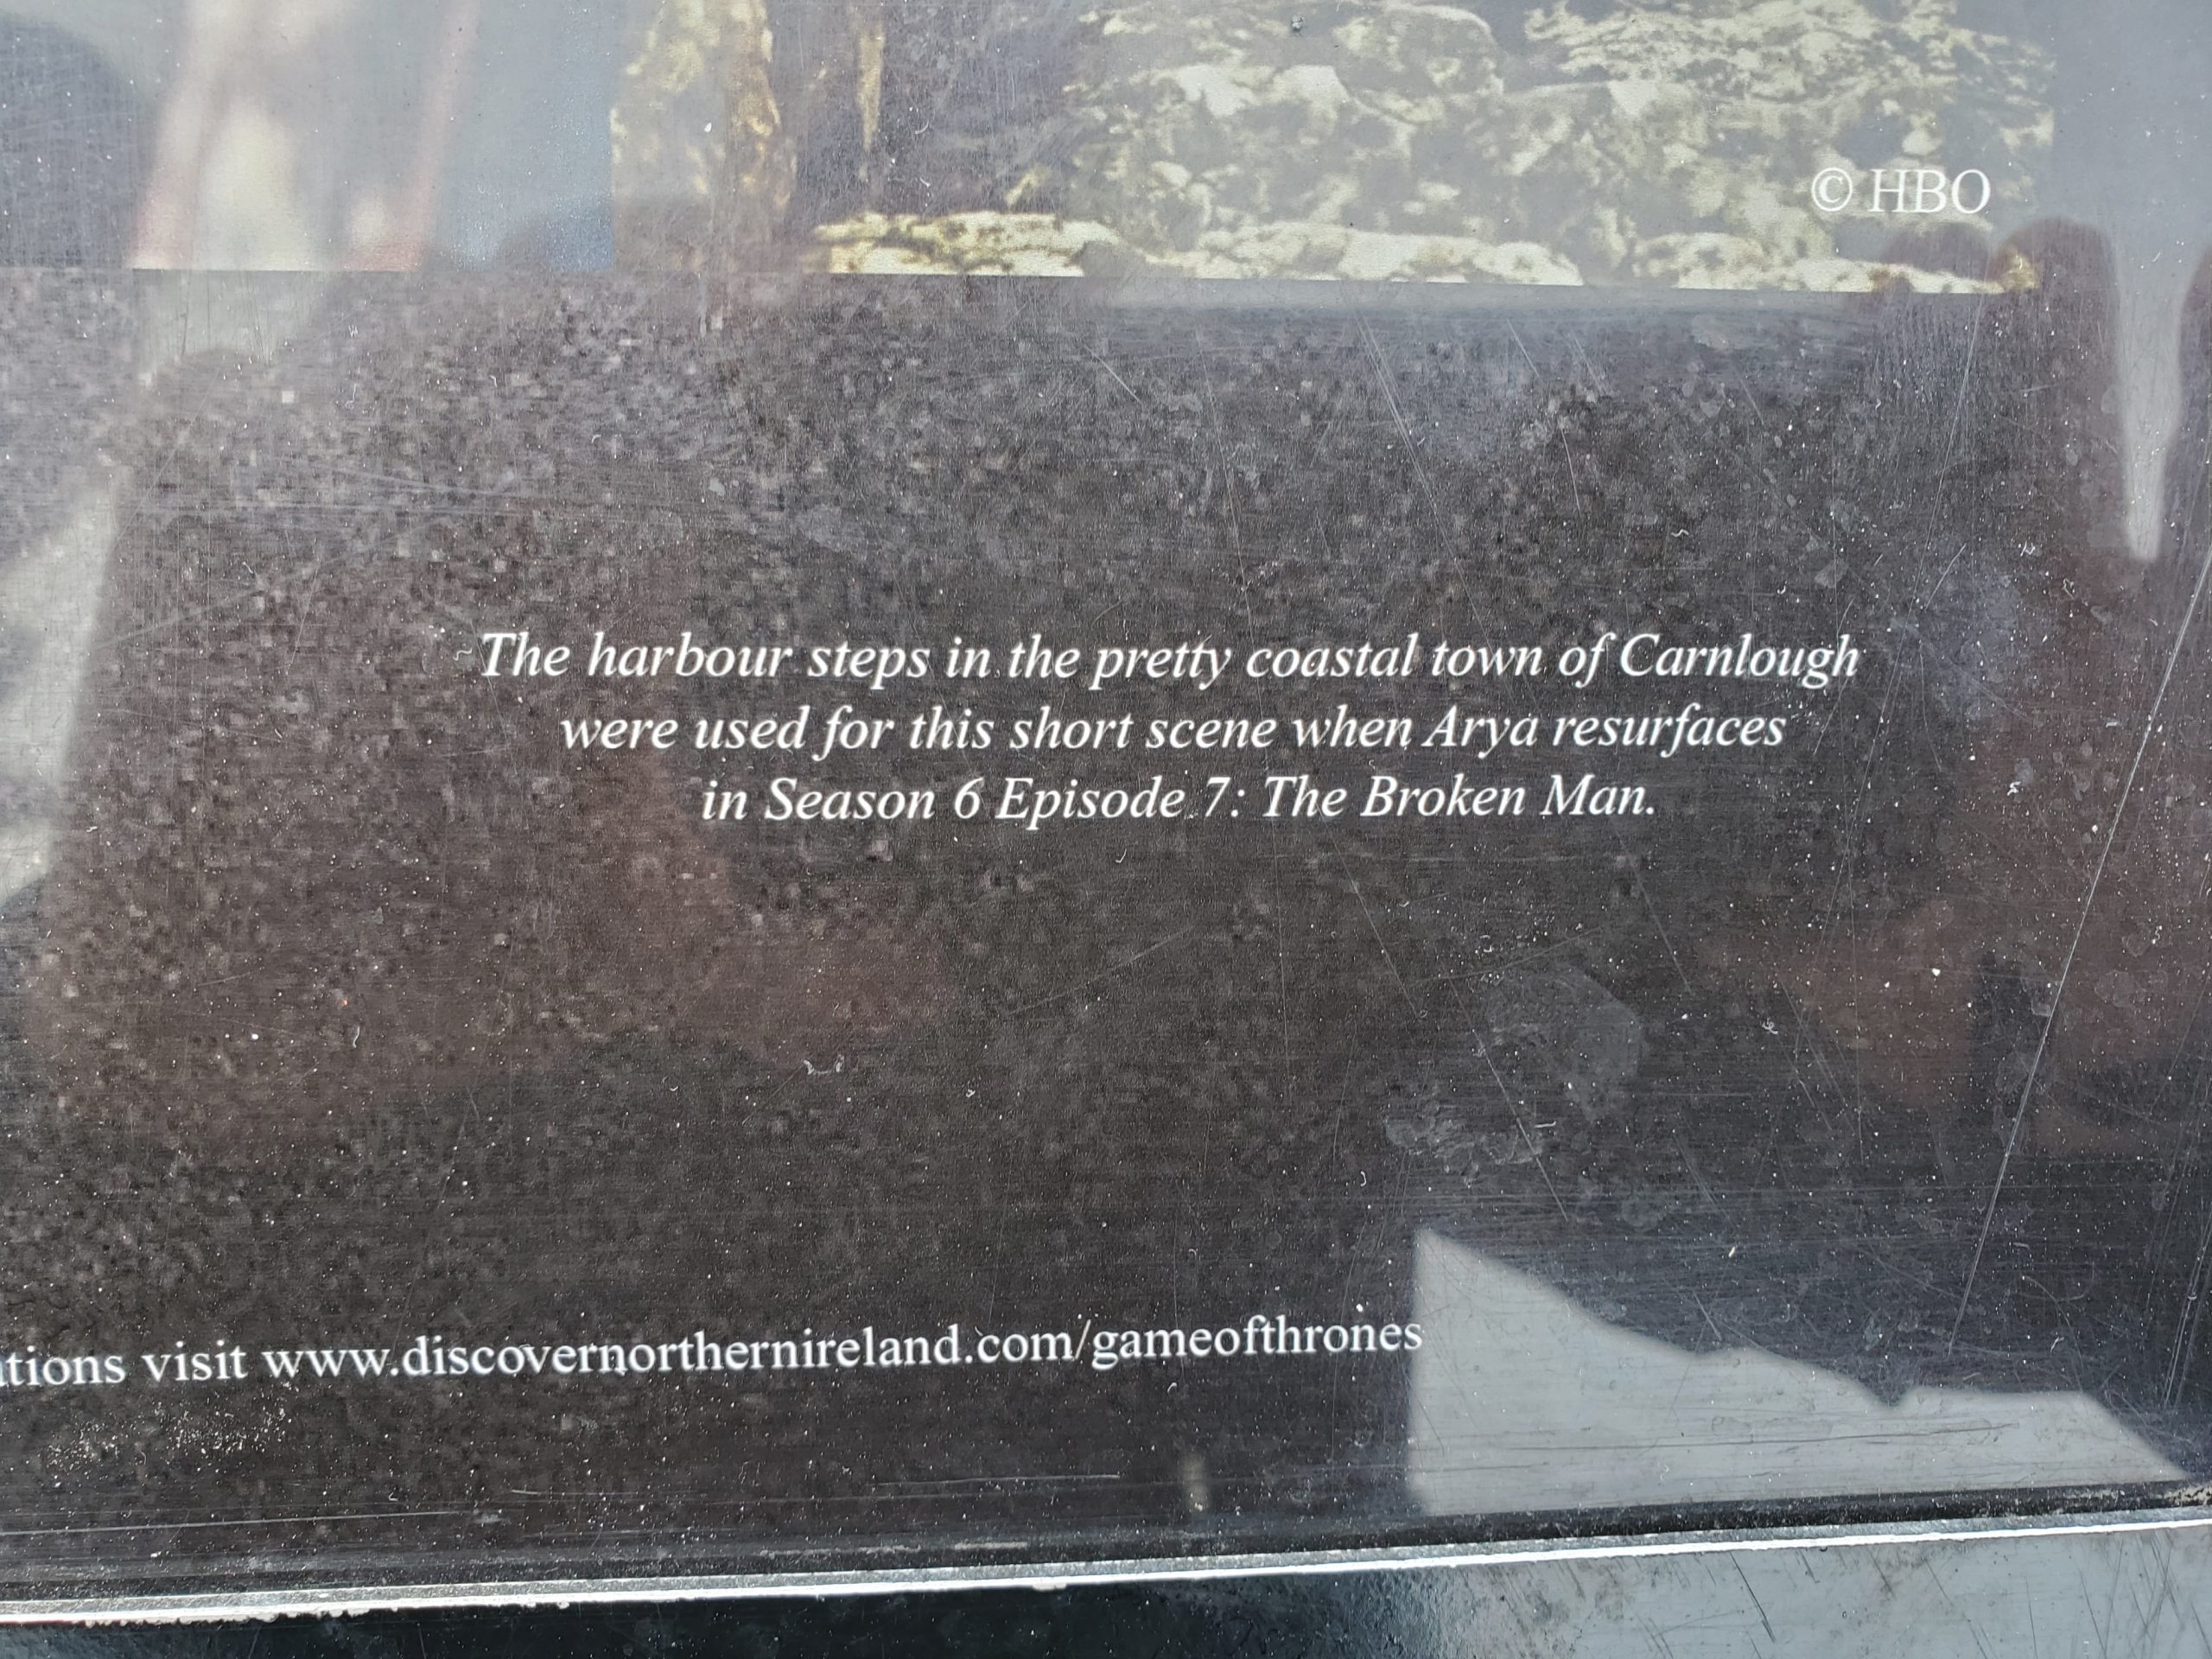 © HBO
The harbour steps in the pretty coastal town of Carnlough
were used for this short scene when Arya resurfaces
in Season 6 Episode 7: The Broken Man.
visit www.discovernorthernireland.com/gameofthrones